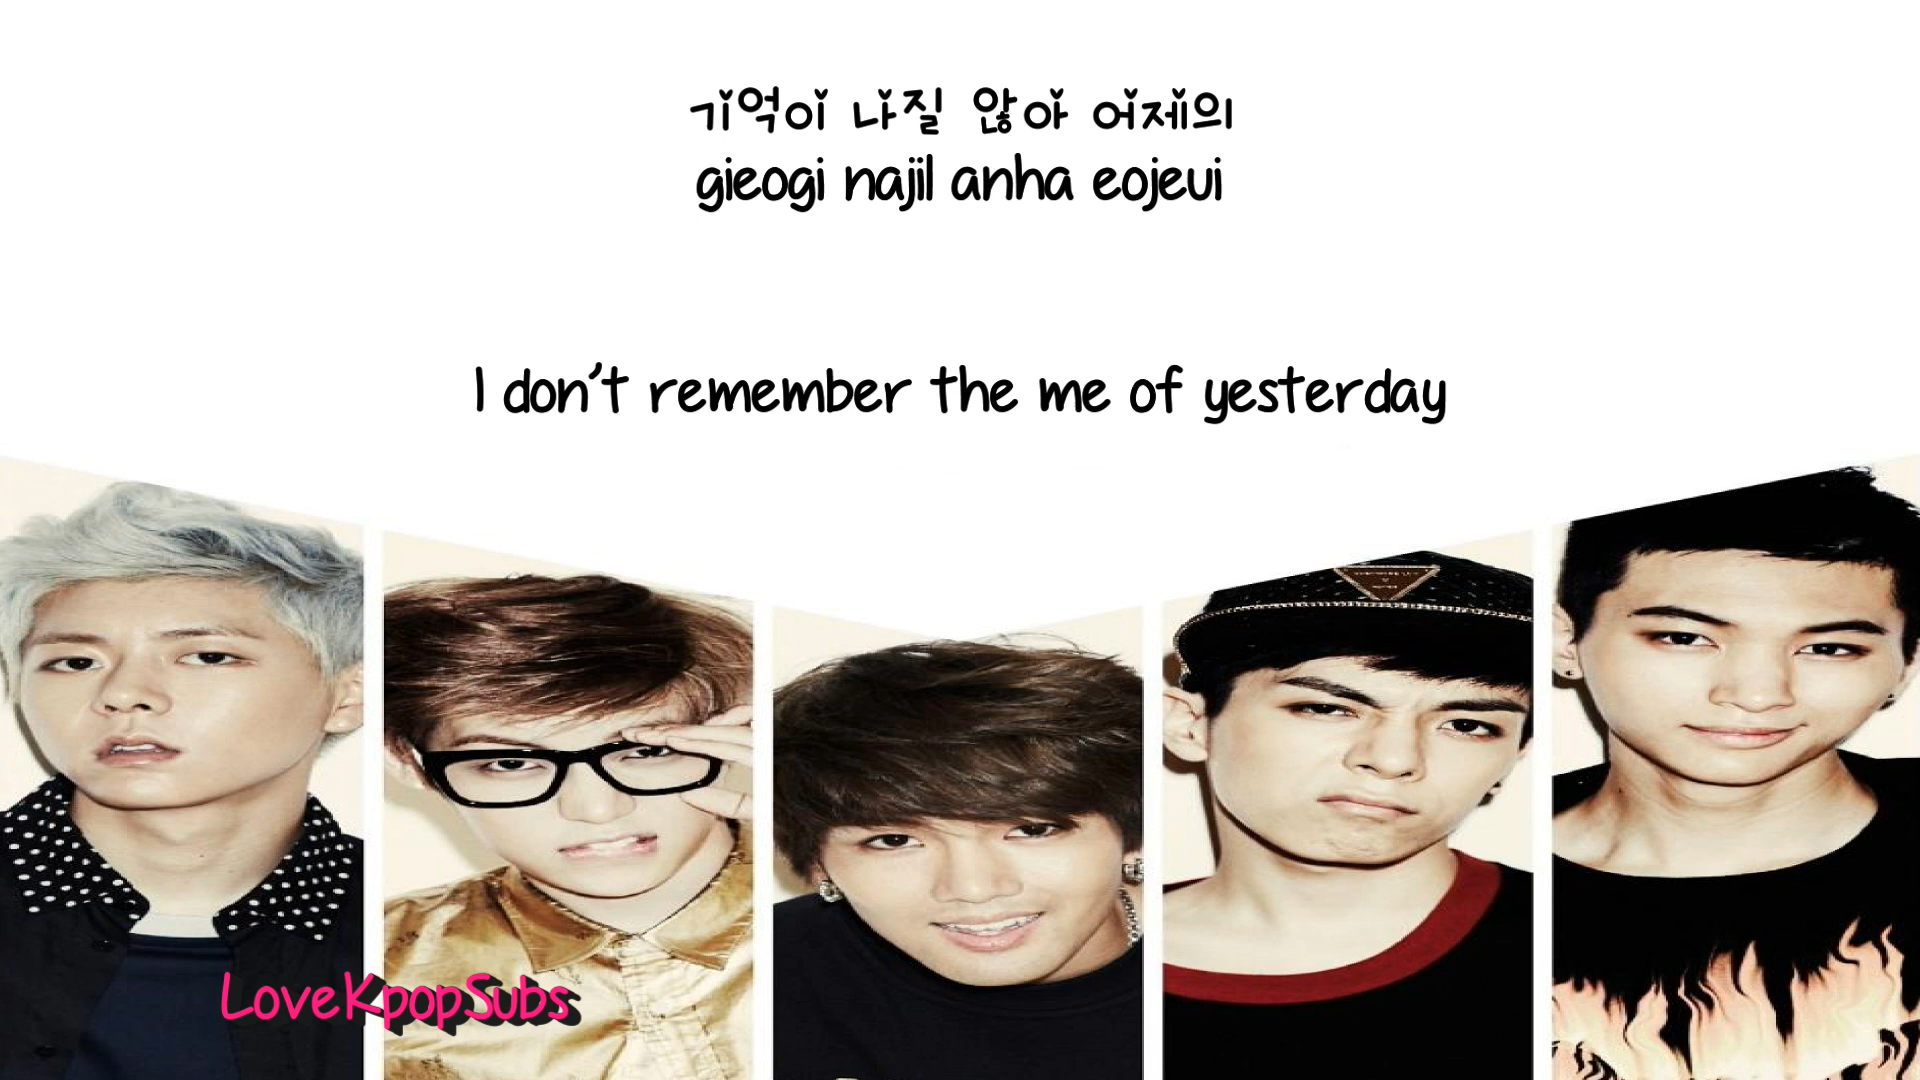 기억이 나질 않아 어제의
gieogi najil anha eojeui
I don't remember the me of yesterday
LoveKpopSubs